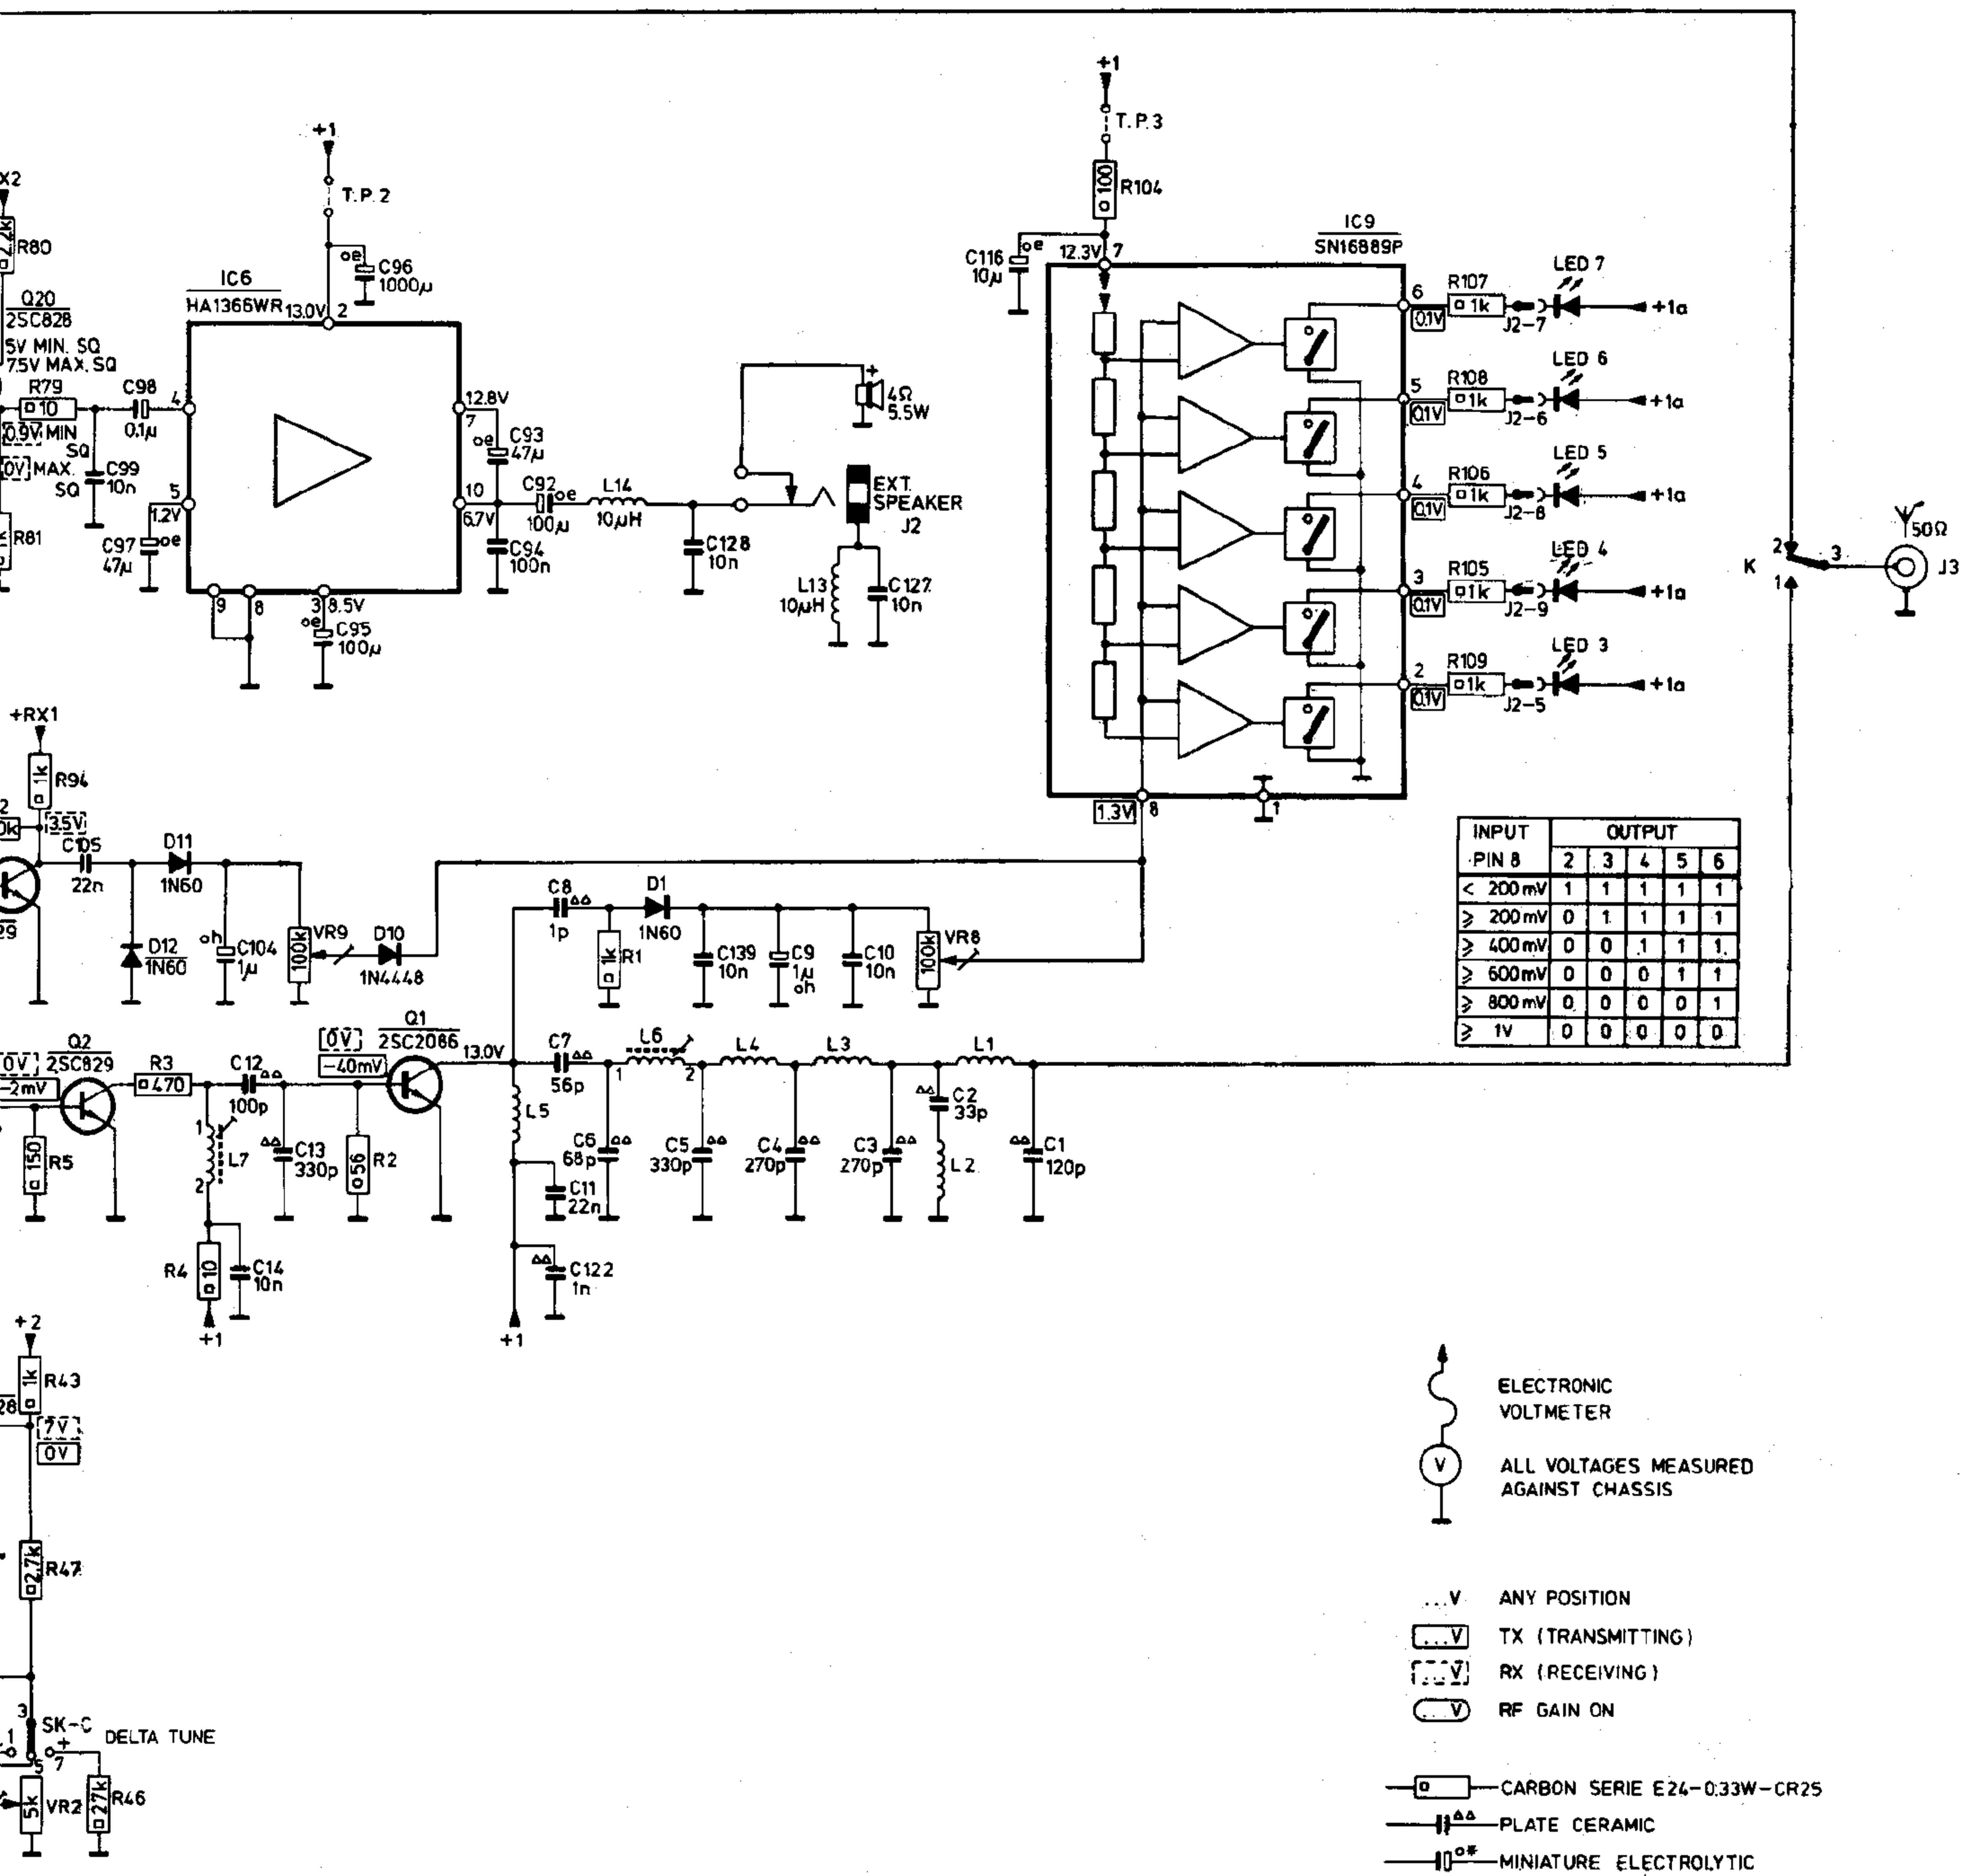 +1
T.P.2
X2
2.2k
R80
Q20
2SC828
5V MIN. SQ
7.5V MAX. SQ
R79
10
C98
0.1µ
0.9V MIN
SQ
0V MAX.
SQ
C99
10n
R81
IC6
HA1366WR
13.0V
2
C96
1000µ
oe
4
5
1.2V
C97
47µ
oe
9
8
3
8.5V
oe
C95
100µ
12.8V
7
oe
C93
47µ
10
6.7V
C92
oe
100µ
C94
100n
L14
10µH
C128
10n
+
4Ω
5.5W
EXT.
SPEAKER
J2
L13
10µH
C127
10n
+1
T.P.3
100
R104
C116
10µ
oe
12.3V
7
IC9
SN16889P
6
0.1V
R107
1k
J2-7
LED 7
+1a
5
0.1V
R108
1k
J2-6
LED 6
+1a
4
0.1V
R106
1k
J2-8
LED 5
+1a
3
0.1V
R105
1k
J2-9
LED 4
+1a
2
0.1V
R109
1k
J2-5
LED 3
+1a
1.3V
8
1
K
2
1
3
50Ω
J3
INPUT OUTPUT
PIN 8 2 3 4 5 6
< 200mV 1 1 1 1 1
⩾ 200mV 0 1 1 1 1
⩾ 400mV 0 0 1 1 1
⩾ 600mV 0 0 0 1 1
⩾ 800mV 0 0 0 0 1
⩾ 1V 0 0 0 0 0
+RX1
1k
R94
3.5V
C105
22n
D11
1N60
D12
1N60
oh
C104
1µ
100k
VR9
D10
1N4448
C8
1p
D1
1N60
1k
R1
C139
10n
C9
1µ
oh
C10
10n
100k
VR8
0V
-2mV
Q2
2SC829
150
R5
R3
470
C12
100p
1
L7
2
C13
330p
56
R2
R4
10
C14
10n
+1
0V
-40mV
Q1
2SC2086
13.0V
L5
C11
22n
C122
1n
+1
C7
56p
1
L6
2
L4
L3
L1
C6
68p
C5
330p
C4
270p
C3
270p
C2
33p
L2
C1
120p
+2
1k
R43
28
7V
0V
2.7k
R47
3
SK-C
DELTA TUNE
1
5
+
7
5k
VR2
27k
R46
V
ELECTRONIC
VOLTMETER
ALL VOLTAGES MEASURED
AGAINST CHASSIS
...V ANY POSITION
...V TX (TRANSMITTING)
...V RX (RECEIVING)
...V RF GAIN ON
CARBON SERIE E24-0.33W-CR25
PLATE CERAMIC
o* MINIATURE ELECTROLYTIC